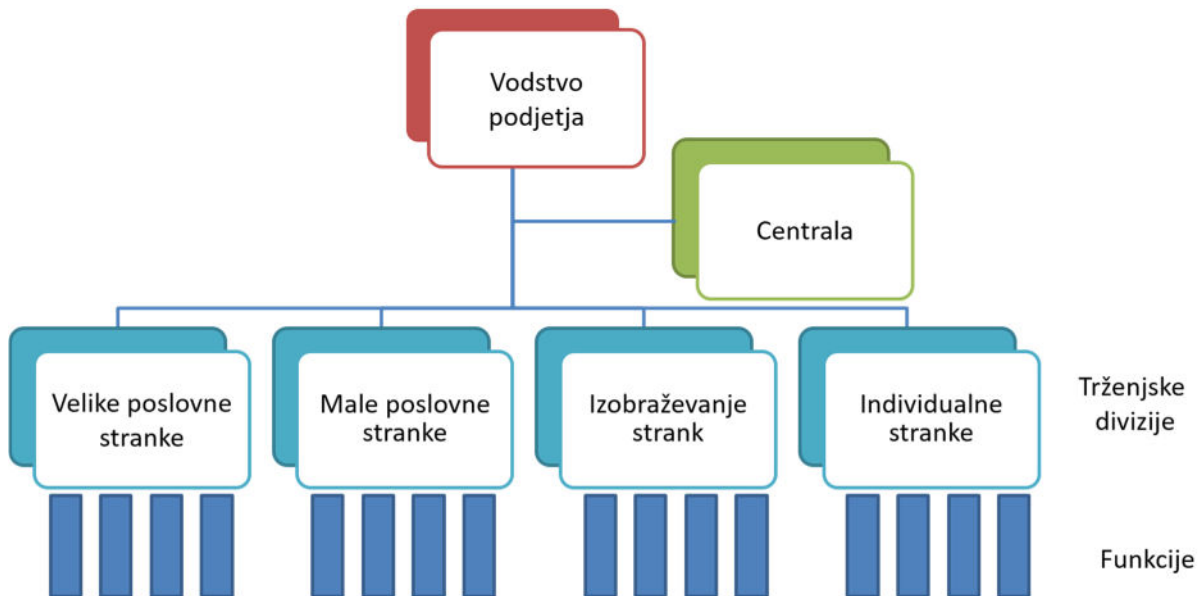 Vodstvo
podjetja
Centrala
Velike poslovne
stranke
Male poslovne
stranke
Izobraževanje
strank
Individualne
stranke
Trženjske
divizije
Funkcije